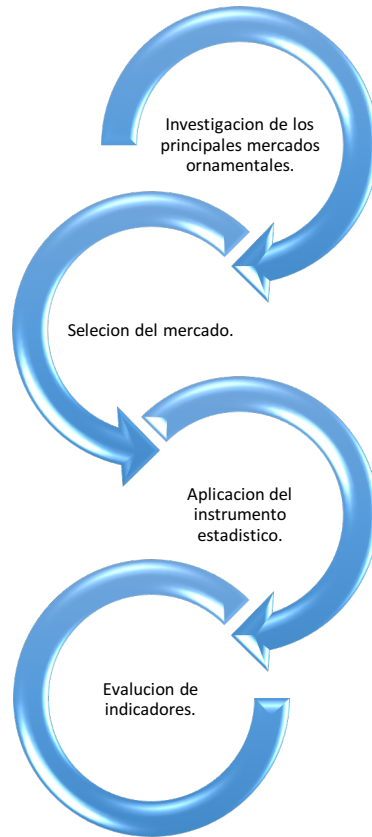 Investigacion de los
principales mercados
ornamentales.
Selecion del mercado.
Aplicacion del
instrumento
estadistico.
Evalucion de
indicadores.